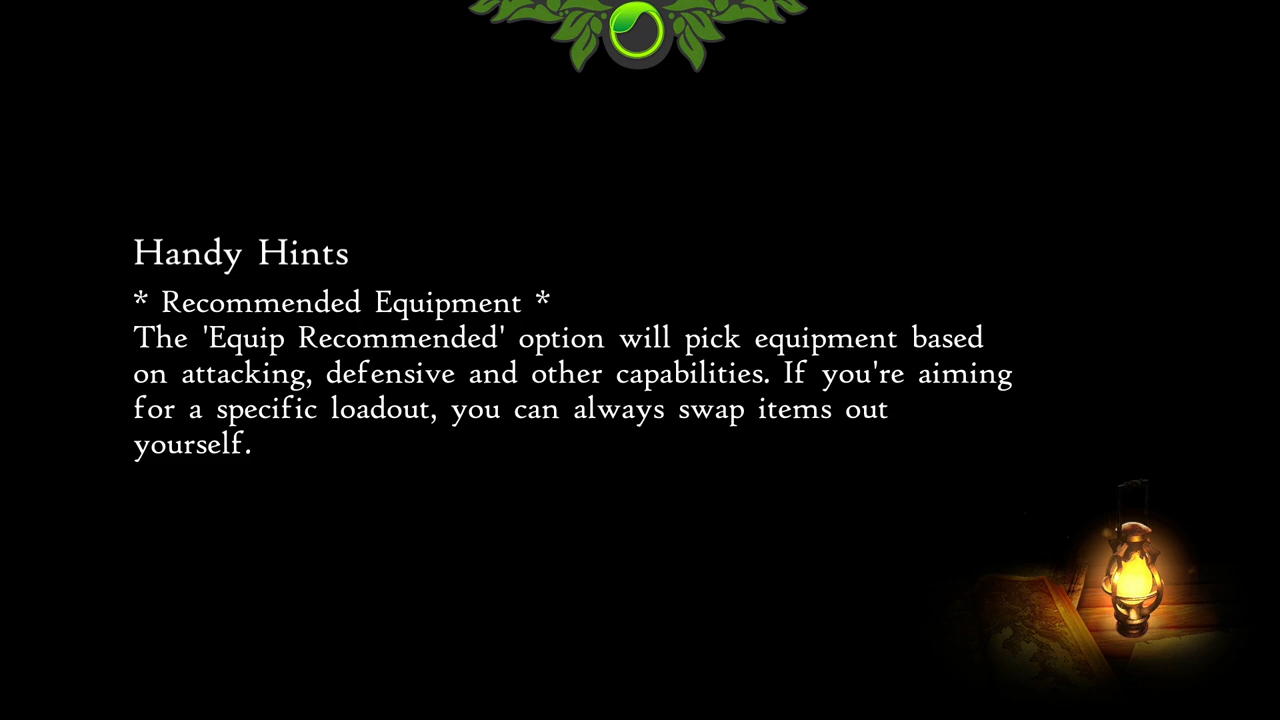 Handy Hints
* Recommended Equipment *
The 'Equip Recommended' option will pick equipment based
on attacking, defensive and other capabilities. If you're aiming
for a specific loadout, you can always swap items out
yourself.